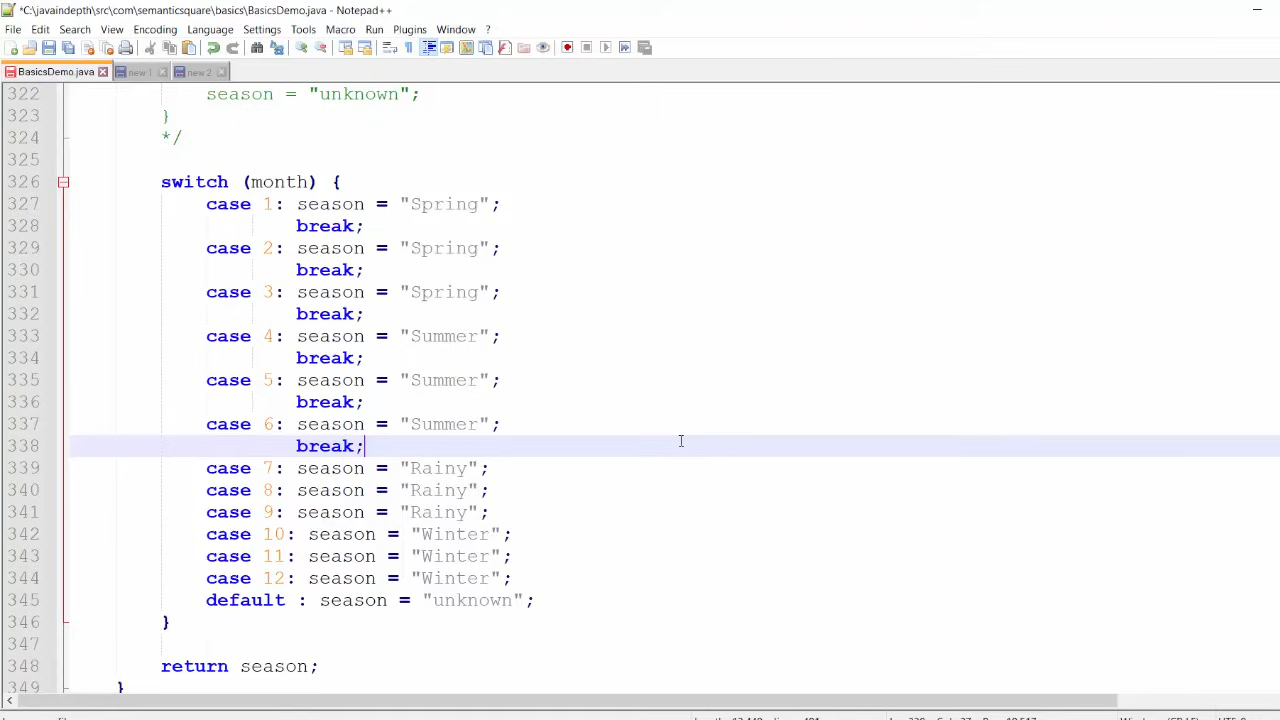 *C:\javaindepth\src\com\semanticsquare\basics\BasicsDemo.java - Notepad++
File Edit Search View Encoding Language Settings Tools Macro Run Plugins Window ?
BasicsDemo.java new 1 new 2
322 season = "unknown";
323 }
324 */
325
326 switch (month) {
327 case 1: season = "Spring";
328 break;
329 case 2: season = "Spring";
330 break;
331 case 3: season = "Spring";
332 break;
333 case 4: season = "Summer";
334 break;
335 case 5: season = "Summer";
336 break;
337 case 6: season = "Summer";
338 break;
339 case 7: season = "Rainy";
340 case 8: season = "Rainy";
341 case 9: season = "Rainy";
342 case 10: season = "Winter";
343 case 11: season = "Winter";
344 case 12: season = "Winter";
345 default : season = "unknown";
346 }
347
348 return season;
349 }